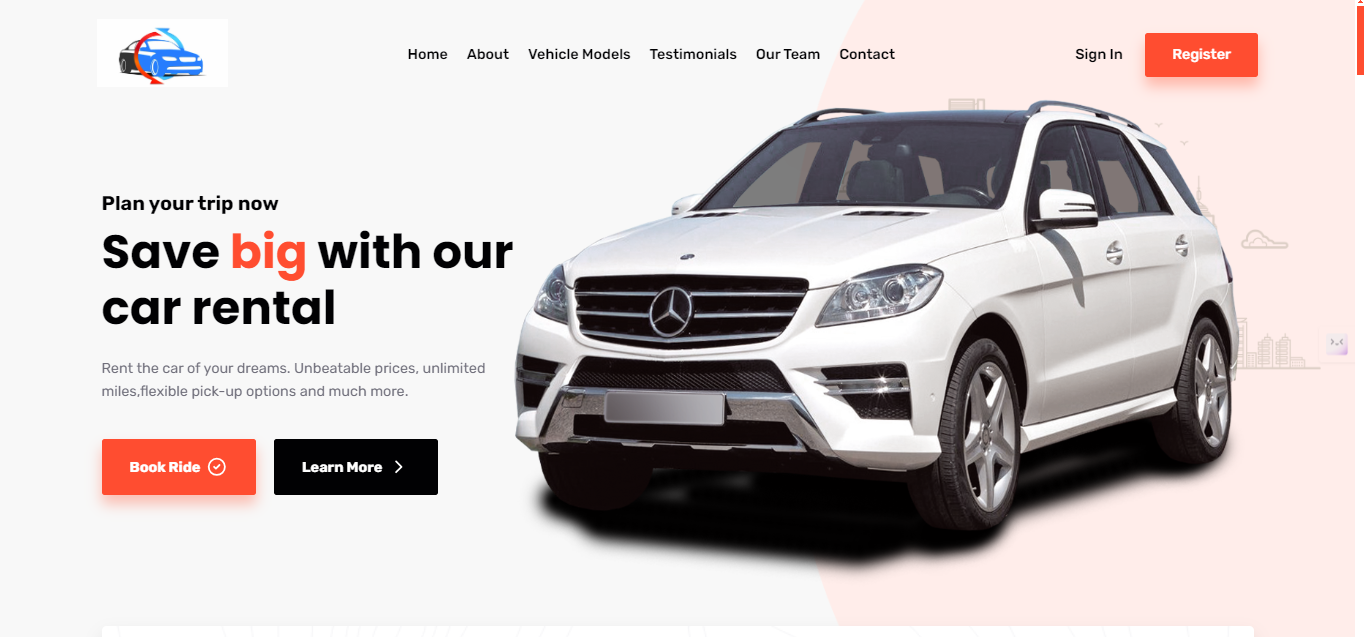 Home About Vehicle Models Testimonials Our Team Contact Sign In Register
Plan your trip now
Save big with our
car rental
Rent the car of your dreams. Unbeatable prices, unlimited
miles,flexible pick-up options and much more.
Book Ride Learn More